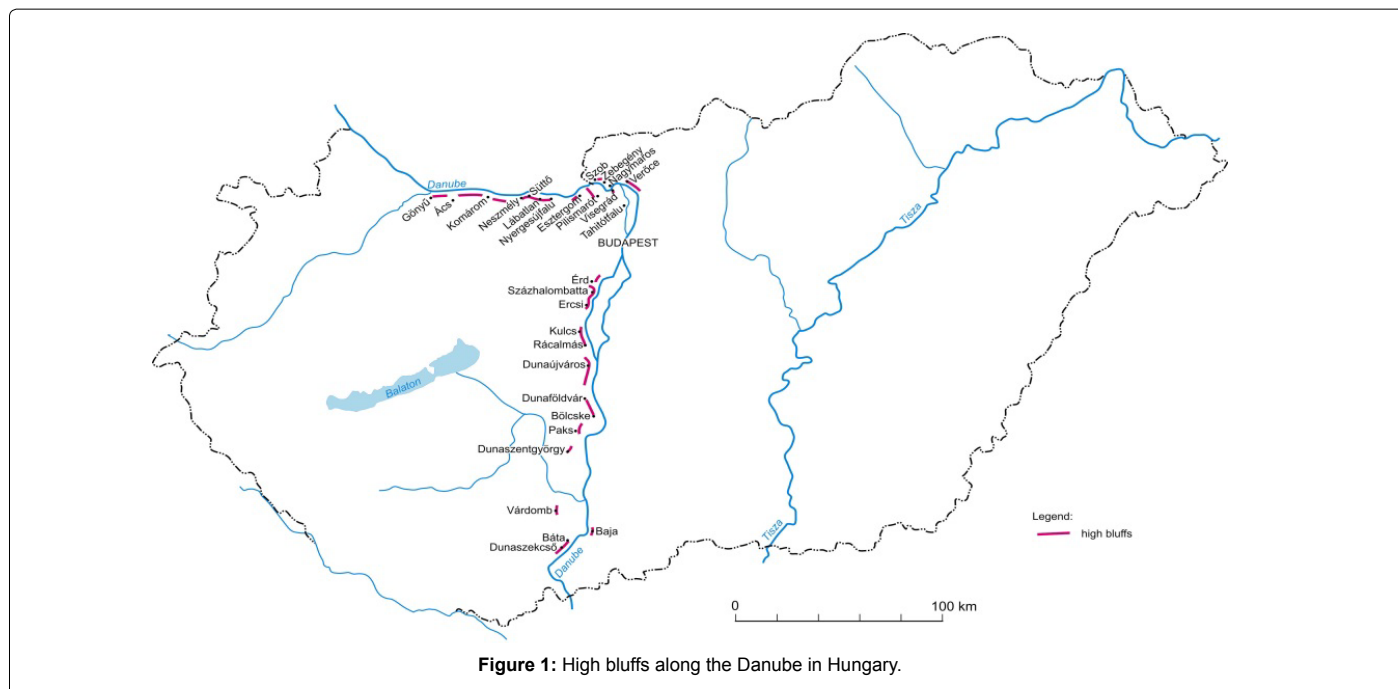 Danube
Gönyű
Ács
Komárom
Neszmély
Süttő
Lábatlan
Nyergesújfalu
Esztergom
Pilismarót
Szob
Zebegény
Nagymaros
Visegrád
Verőce
Tahitótfalu
BUDAPEST
Érd
Százhalombatta
Ercsi
Kulcs
Rácalmás
Dunaújváros
Balaton
Dunaföldvár
Bölcske
Paks
Dunaszentgyörgy
Várdomb
Báta
Baja
Dunaszekcső
Danube
Tisza
Tisza
Legend:
high bluffs
0 100 km
Figure 1: High bluffs along the Danube in Hungary.